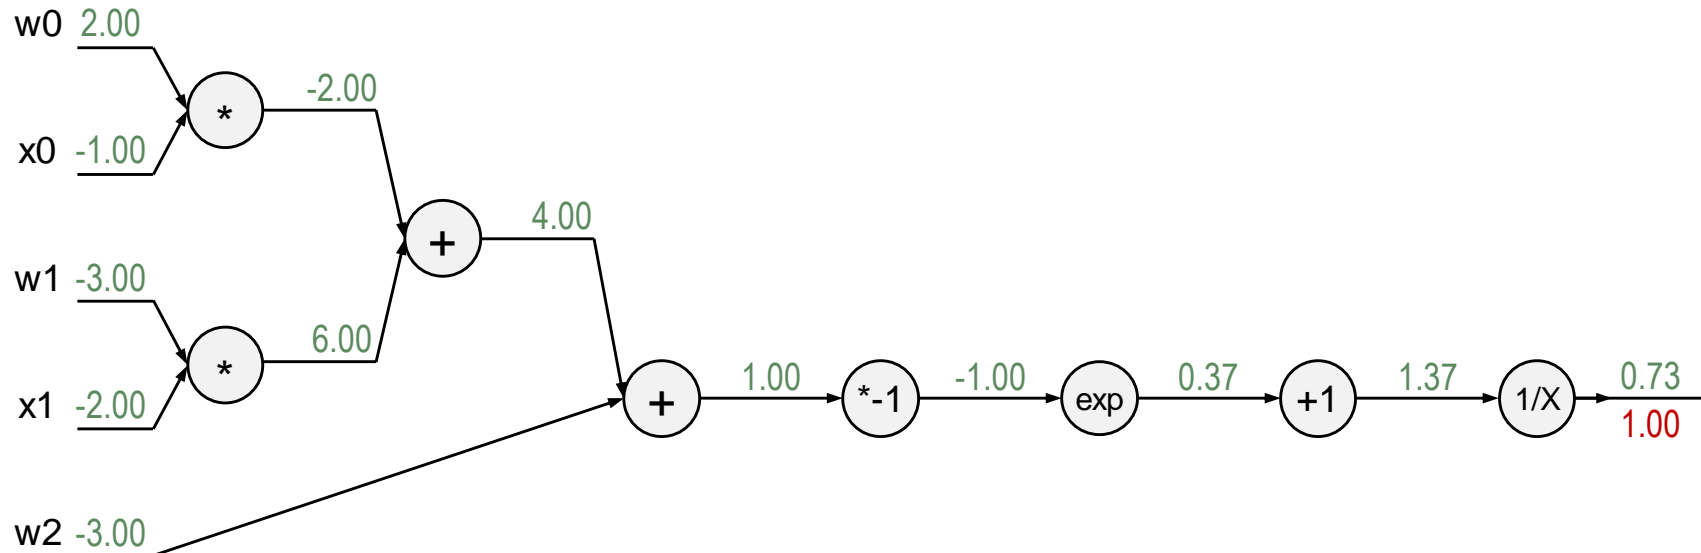 w0 2.00
* -2.00
x0 -1.00
+ 4.00
w1 -3.00
* 6.00
x1 -2.00
+ 1.00 *-1 -1.00 exp 0.37 +1 1.37 1/X 0.73
1.00
w2 -3.00